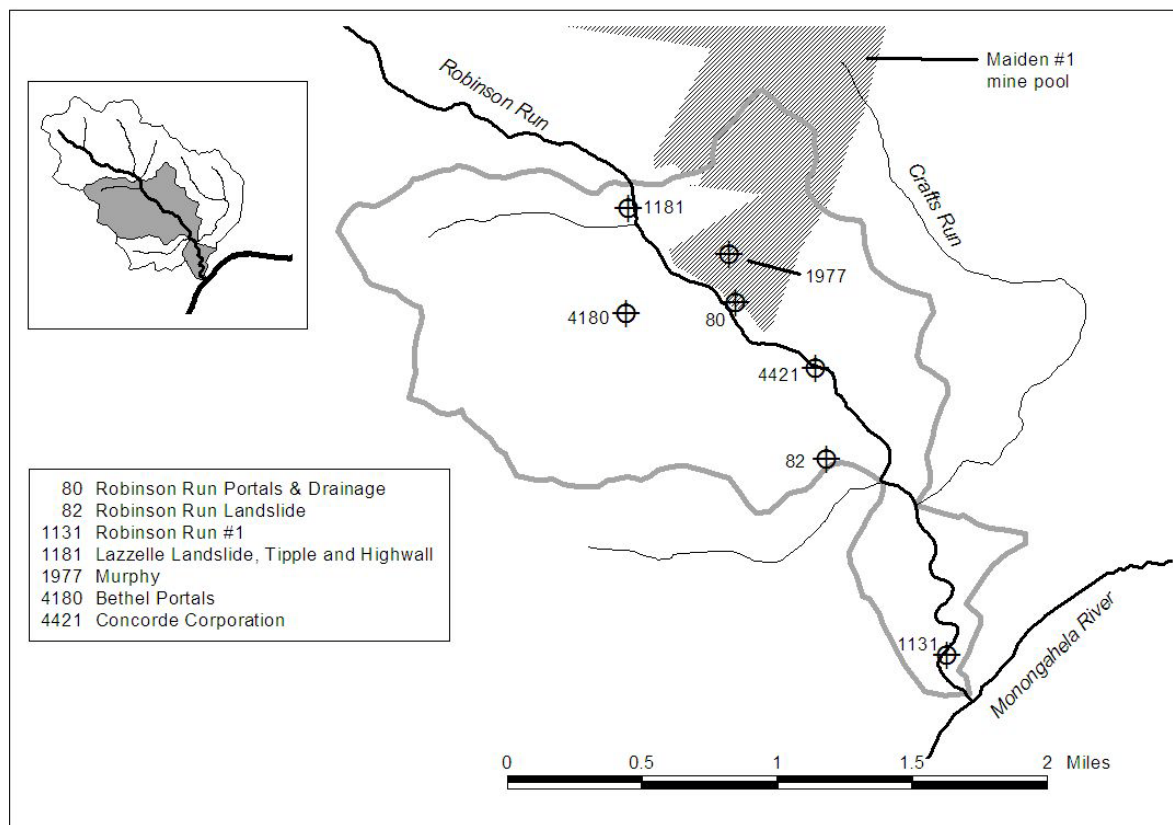 Maiden #1
mine pool
Robinson Run
Crafts Run
1181
1977
4180
80
4421
82
80 Robinson Run Portals & Drainage
82 Robinson Run Landslide
1131 Robinson Run #1
1181 Lazzelle Landslide, Tipple and Highwall
1977 Murphy
4180 Bethel Portals
4421 Concorde Corporation
1131
Monongahela River
0 0.5 1 1.5 2 Miles